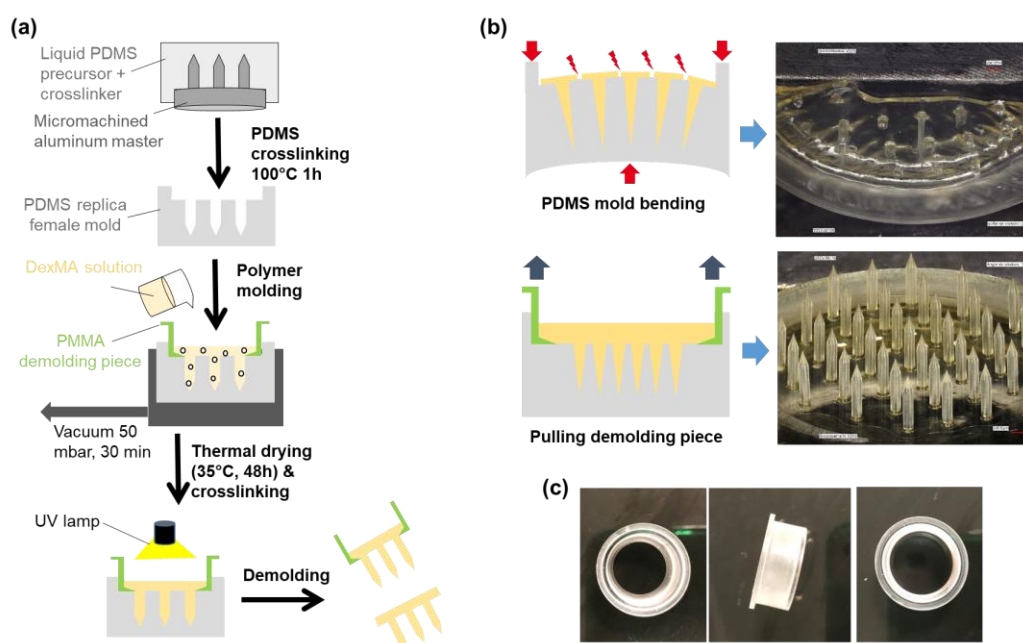 (a)
Liquid PDMS
precursor +
crosslinker
Micromachined
aluminum master
PDMS
crosslinking
100°C 1h
PDMS replica
female mold
DexMA solution
Polymer
molding
PMMA
demolding piece
Vacuum 50
mbar, 30 min
Thermal drying
(35°C, 48h) &
crosslinking
UV lamp
Demolding
(b)
PDMS mold bending
Pulling demolding piece
(c)